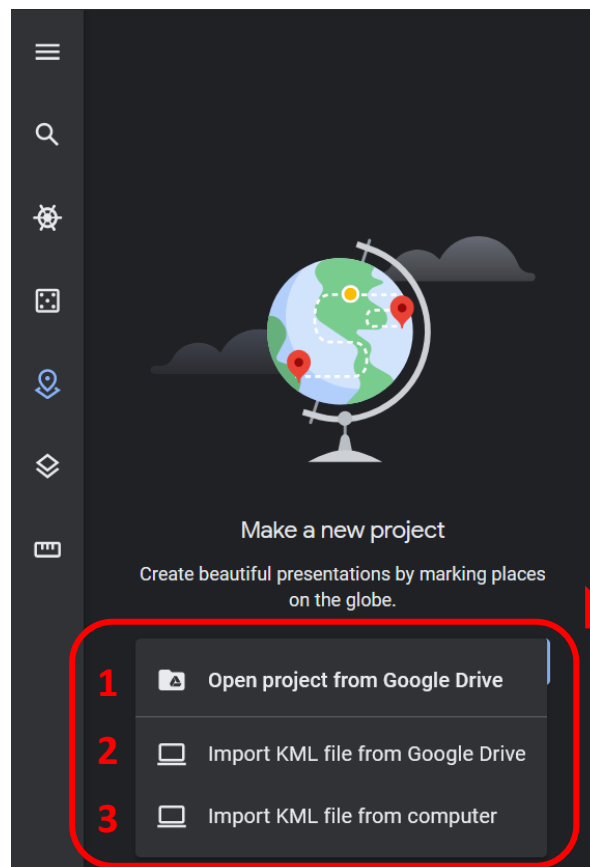 Make a new project
Create beautiful presentations by marking places
on the globe.
1 Open project from Google Drive
2 Import KML file from Google Drive
3 Import KML file from computer